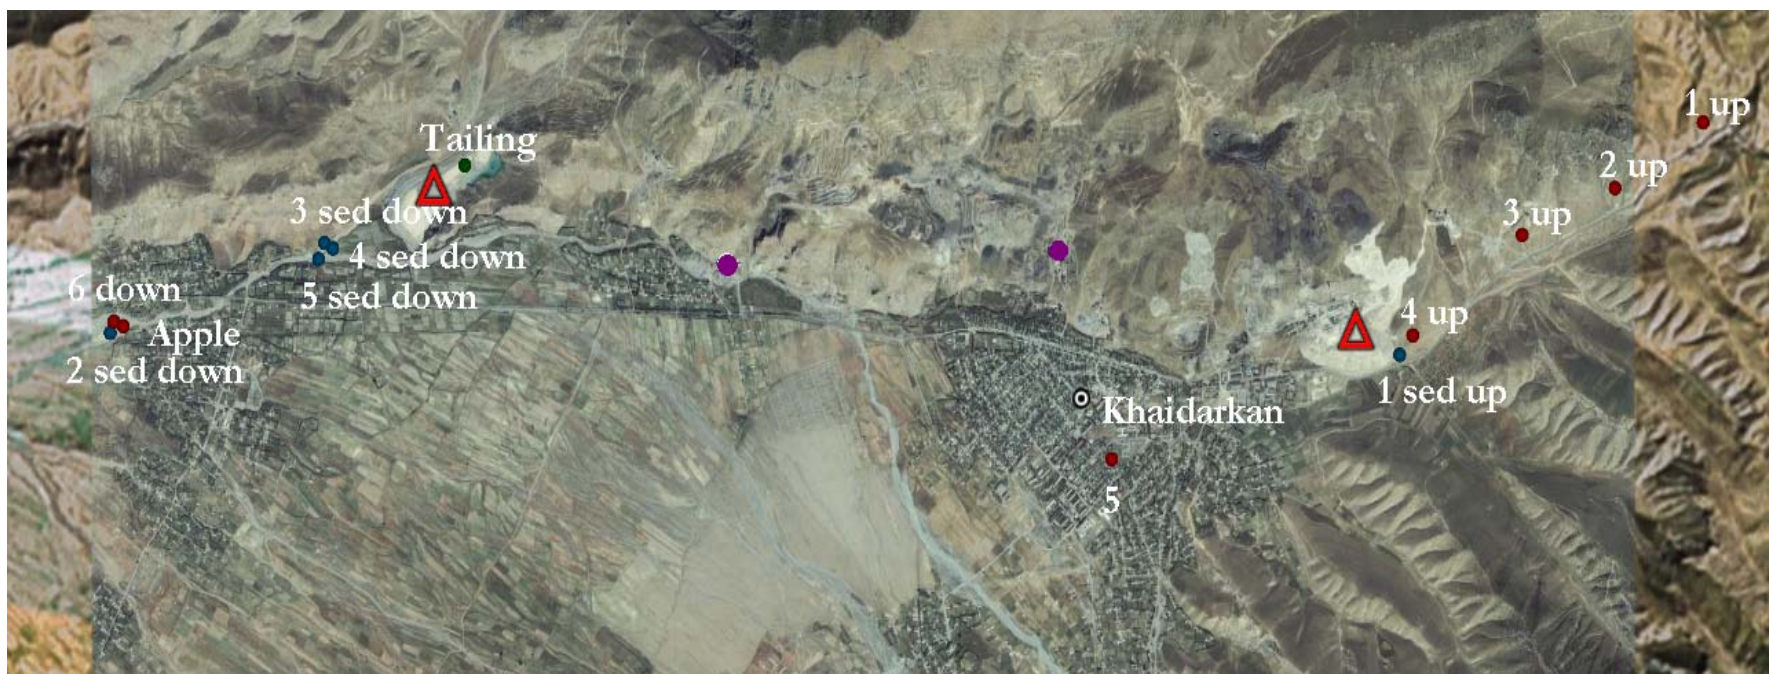 1 up
Tailing
2 up
3 sed down
3 up
4 sed down
6 down
5 sed down
4 up
Apple
2 sed down
1 sed up
Khaidarkan
5